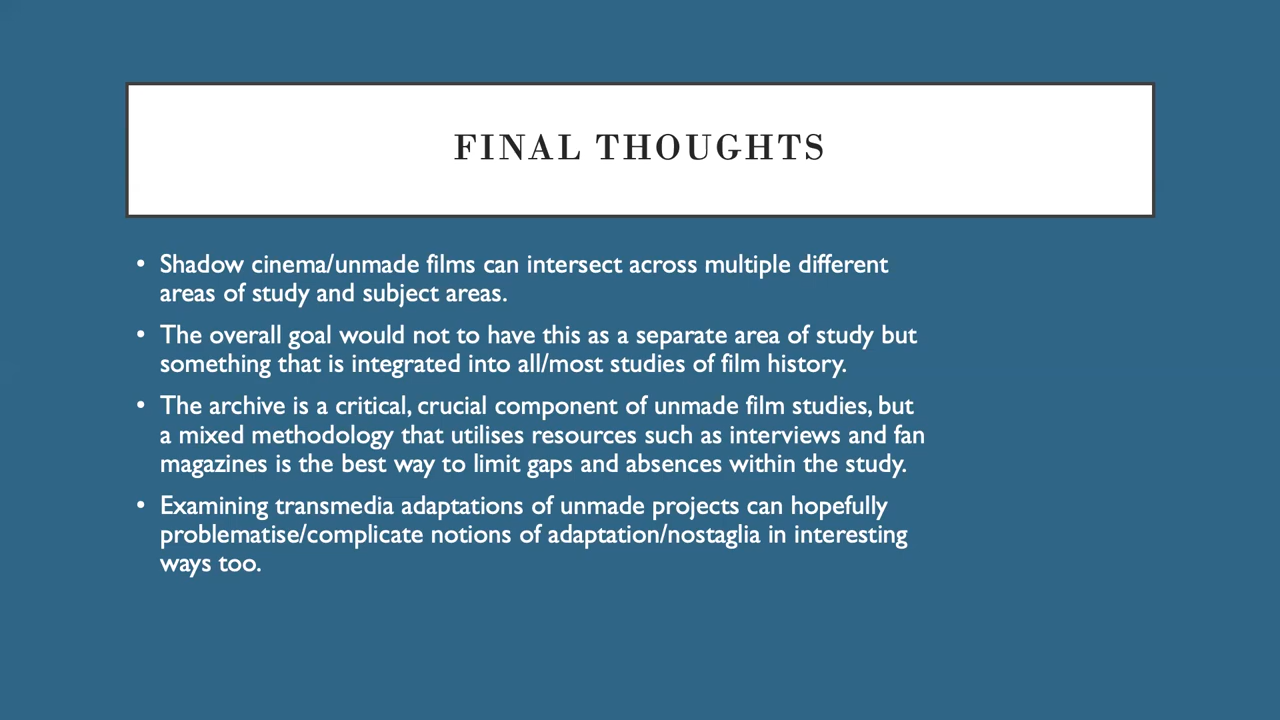 FINAL THOUGHTS
• Shadow cinema/unmade films can intersect across multiple different
areas of study and subject areas.
• The overall goal would not to have this as a separate area of study but
something that is integrated into all/most studies of film history.
• The archive is a critical, crucial component of unmade film studies, but
a mixed methodology that utilises resources such as interviews and fan
magazines is the best way to limit gaps and absences within the study.
• Examining transmedia adaptations of unmade projects can hopefully
problematise/complicate notions of adaptation/nostaglia in interesting
ways too.